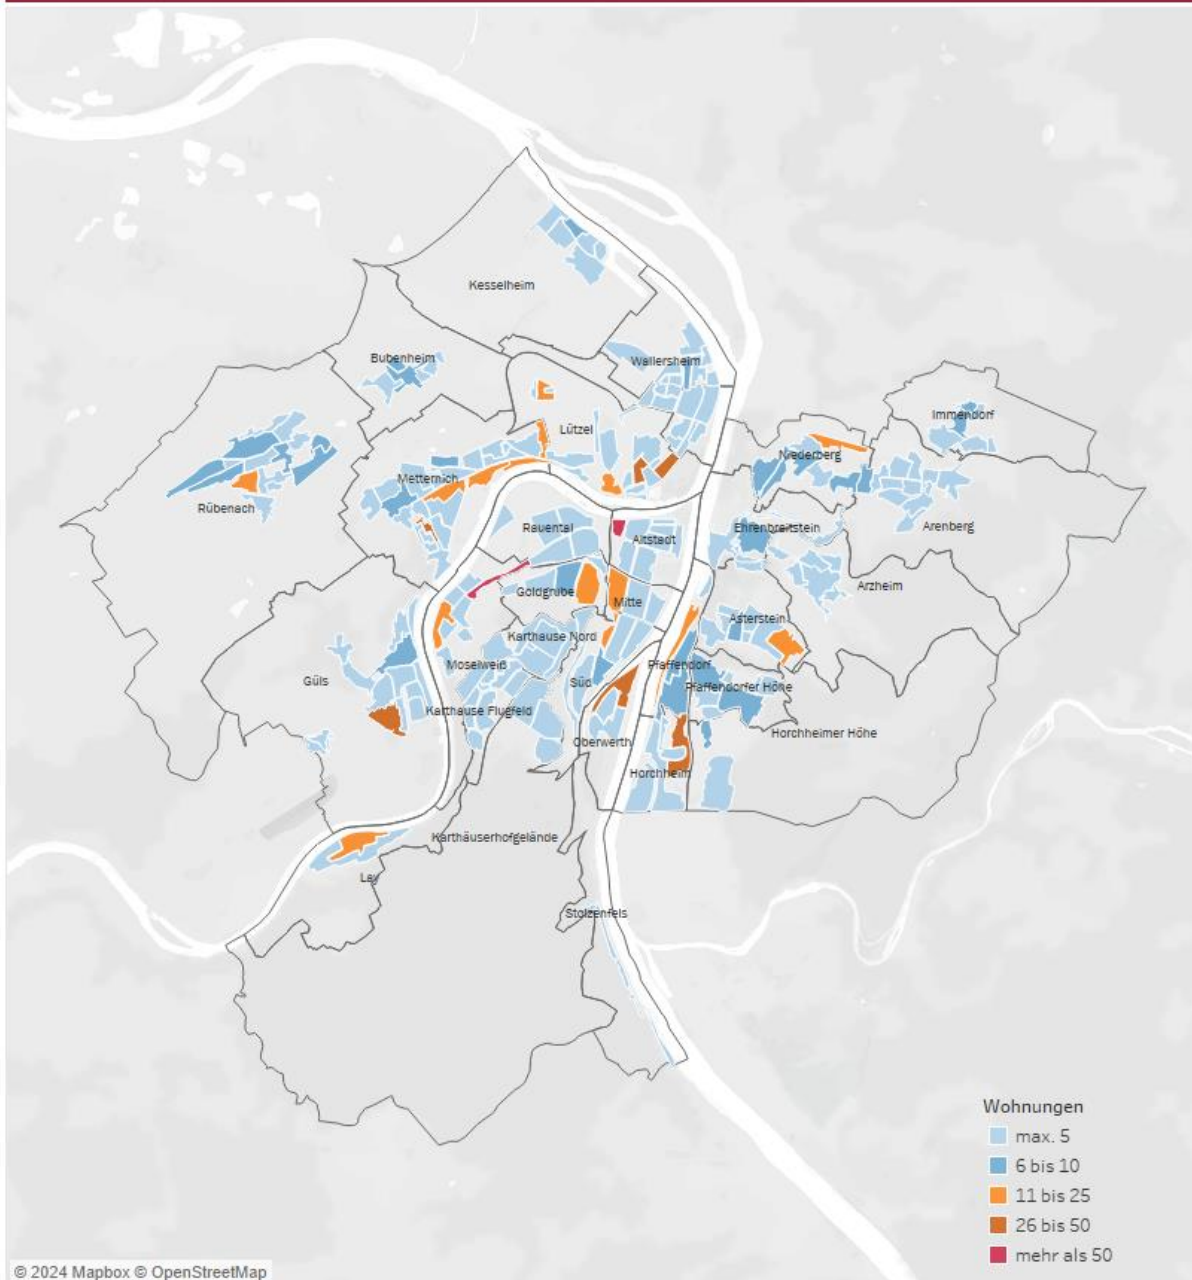 Kesselheim
Bubenheim
Wallersheim
Immendorf
Lützel
Niederberg
Metternich
Rübenach
Rauental
Altstadt
Ehrenbreitstein
Arenberg
Goldgrube
Mitte
Arzheim
Asterstein
Karthause Nord
Moselweiß
Pfaffendorf
Güls
Süd
Pfaffendorfer Höhe
Karthause Flugfeld
Oberwerth
Horchheimer Höhe
Horchheim
Karthäuserhofgelände
Lay
Stolzenfels
Wohnungen
max. 5
6 bis 10
11 bis 25
26 bis 50
mehr als 50
© 2024 Mapbox © OpenStreetMap